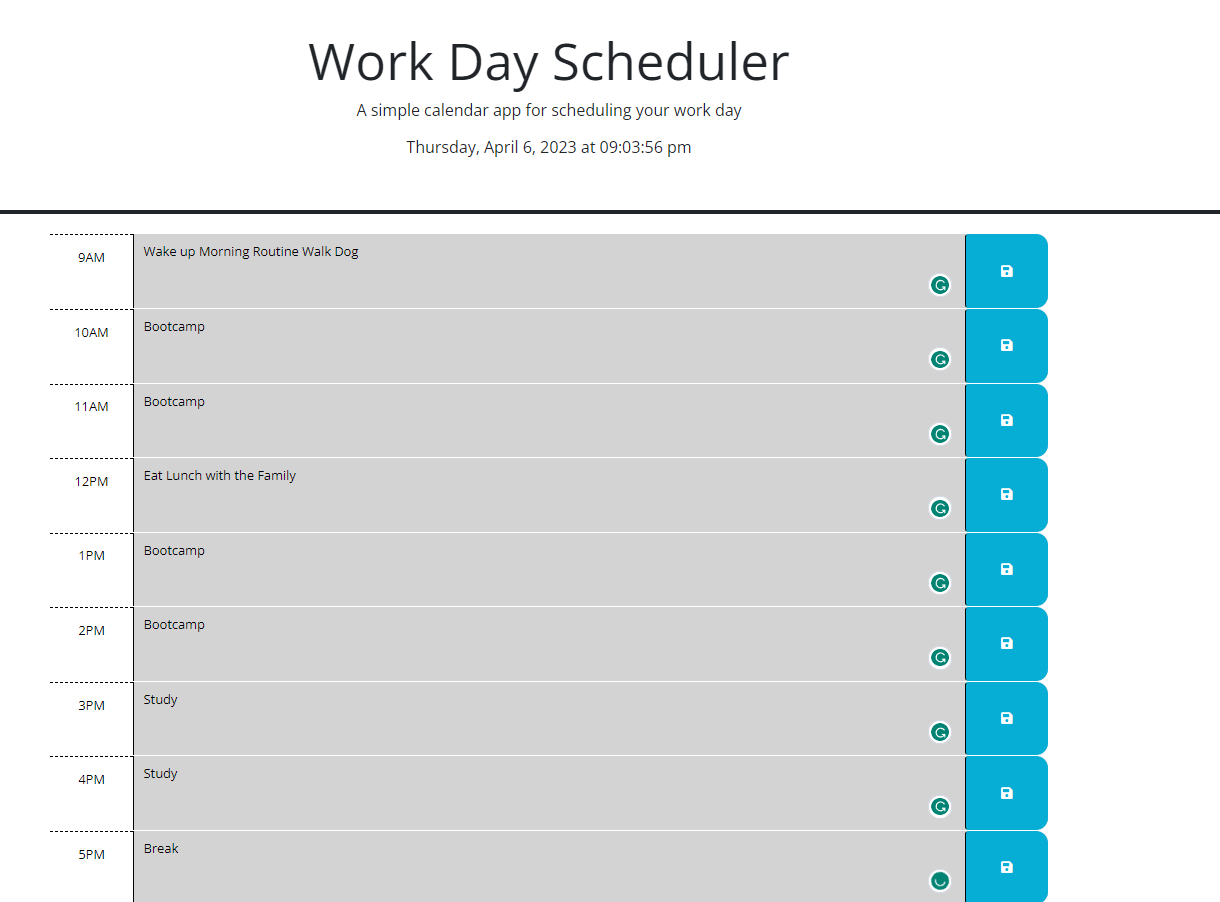 Work Day Scheduler
A simple calendar app for scheduling your work day
Thursday, April 6, 2023 at 09:03:56 pm
9AM Wake up Morning Routine Walk Dog
10AM Bootcamp
11AM Bootcamp
12PM Eat Lunch with the Family
1PM Bootcamp
2PM Bootcamp
3PM Study
4PM Study
5PM Break